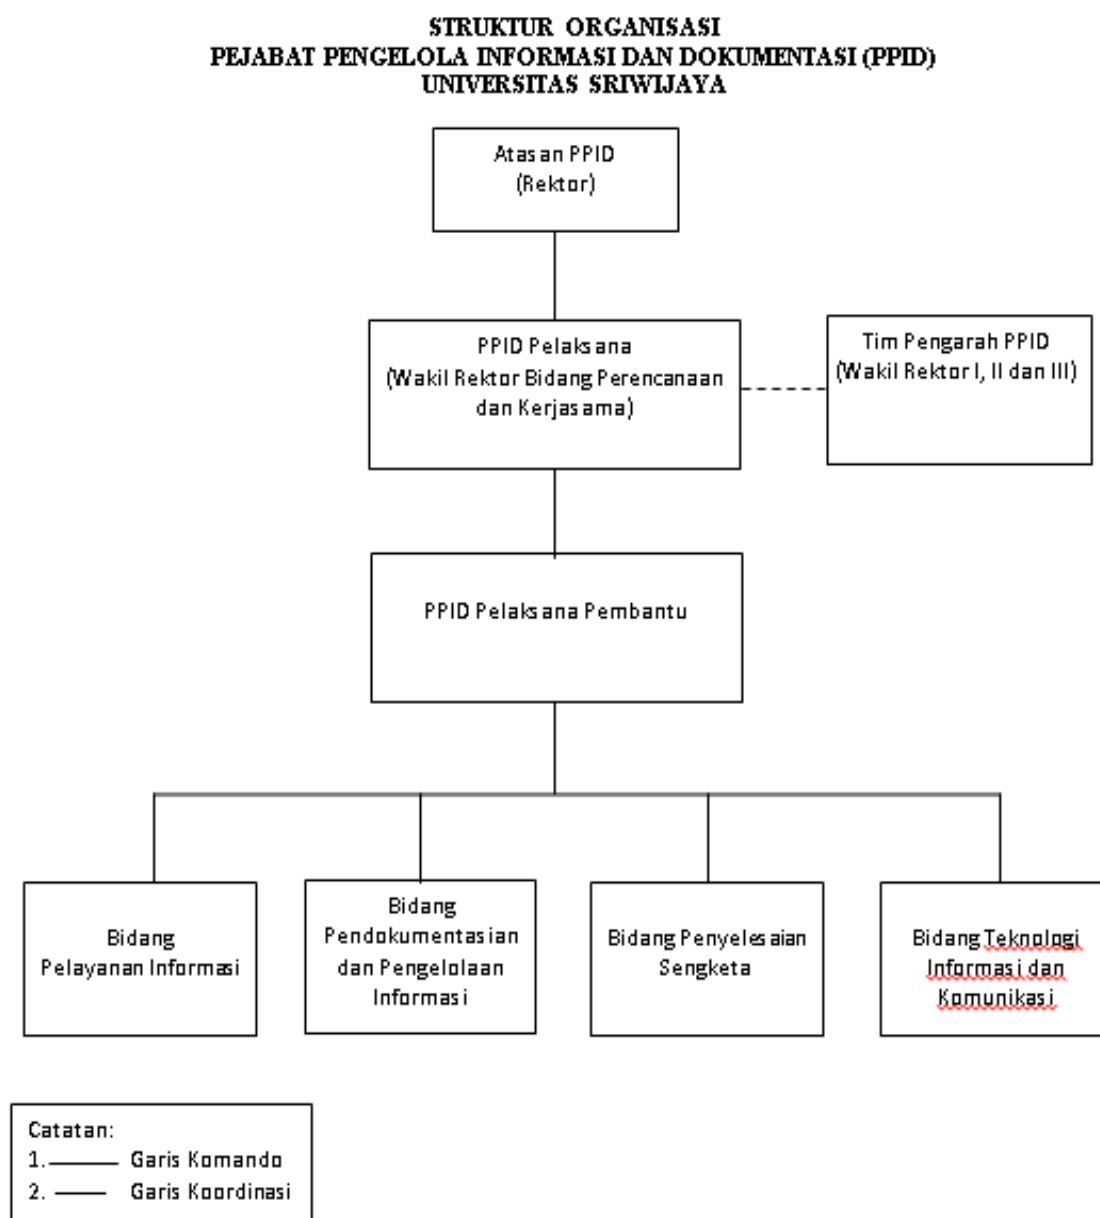 STRUKTUR ORGANISASI
PEJABAT PENGELOLA INFORMASI DAN DOKUMENTASI (PPID)
UNIVERSITAS SRIWIJAYA
Atasan PPID
(Rektor)
PPID Pelaksana
(Wakil Rektor Bidang Perencanaan
dan Kerjasama)
Tim Pengarah PPID
(Wakil Rektor I, II dan III)
PPID Pelaksana Pembantu
Bidang
Pelayanan Informasi
Bidang
Pendokumentasian
dan Pengelolaan
Informasi
Bidang Penyelesaian
Sengketa
Bidang Teknologi
Informasi dan
Komunikasi
Catatan:
1. Garis Komando
2. Garis Koordinasi